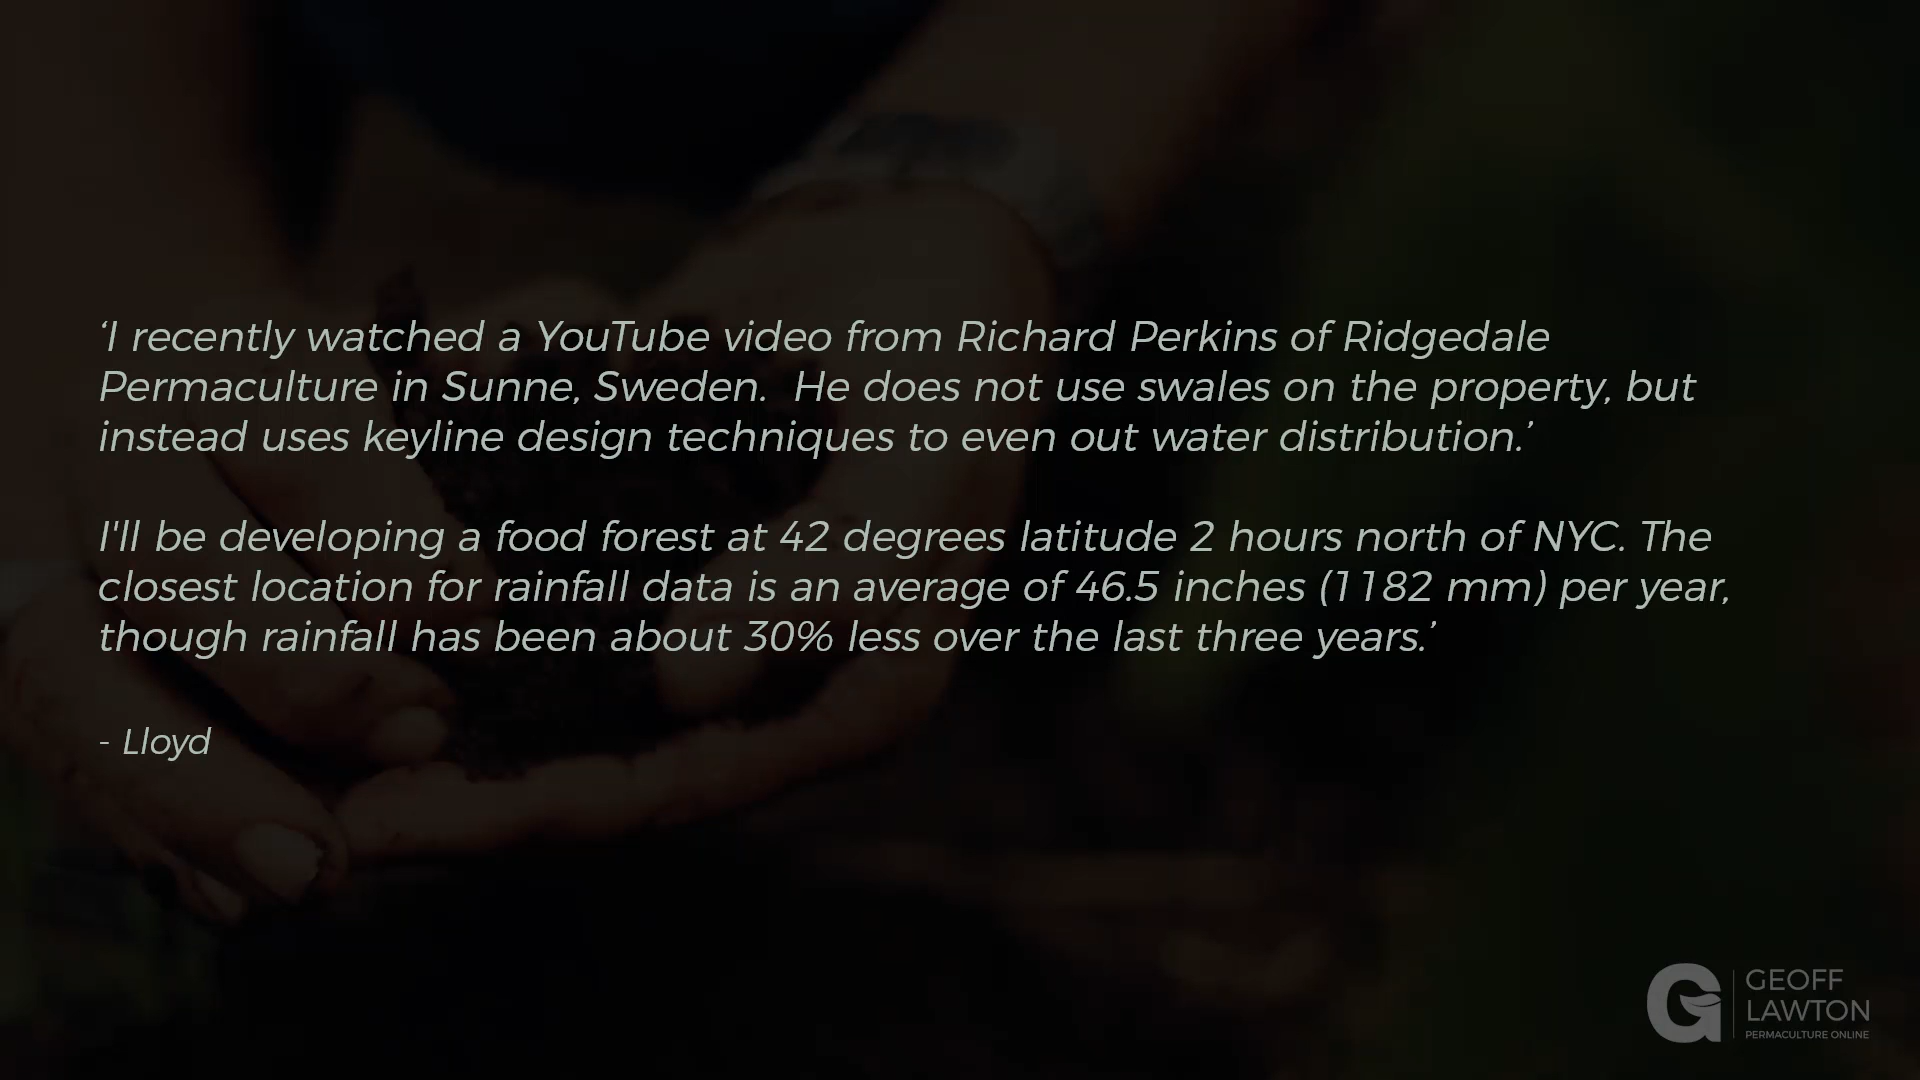 ‘I recently watched a YouTube video from Richard Perkins of Ridgedale
Permaculture in Sunne, Sweden.  He does not use swales on the property, but
instead uses keyline design techniques to even out water distribution.’
I'll be developing a food forest at 42 degrees latitude 2 hours north of NYC. The
closest location for rainfall data is an average of 46.5 inches (1182 mm) per year,
though rainfall has been about 30% less over the last three years.’
- Lloyd
GEOFF
LAWTON
PERMACULTURE ONLINE